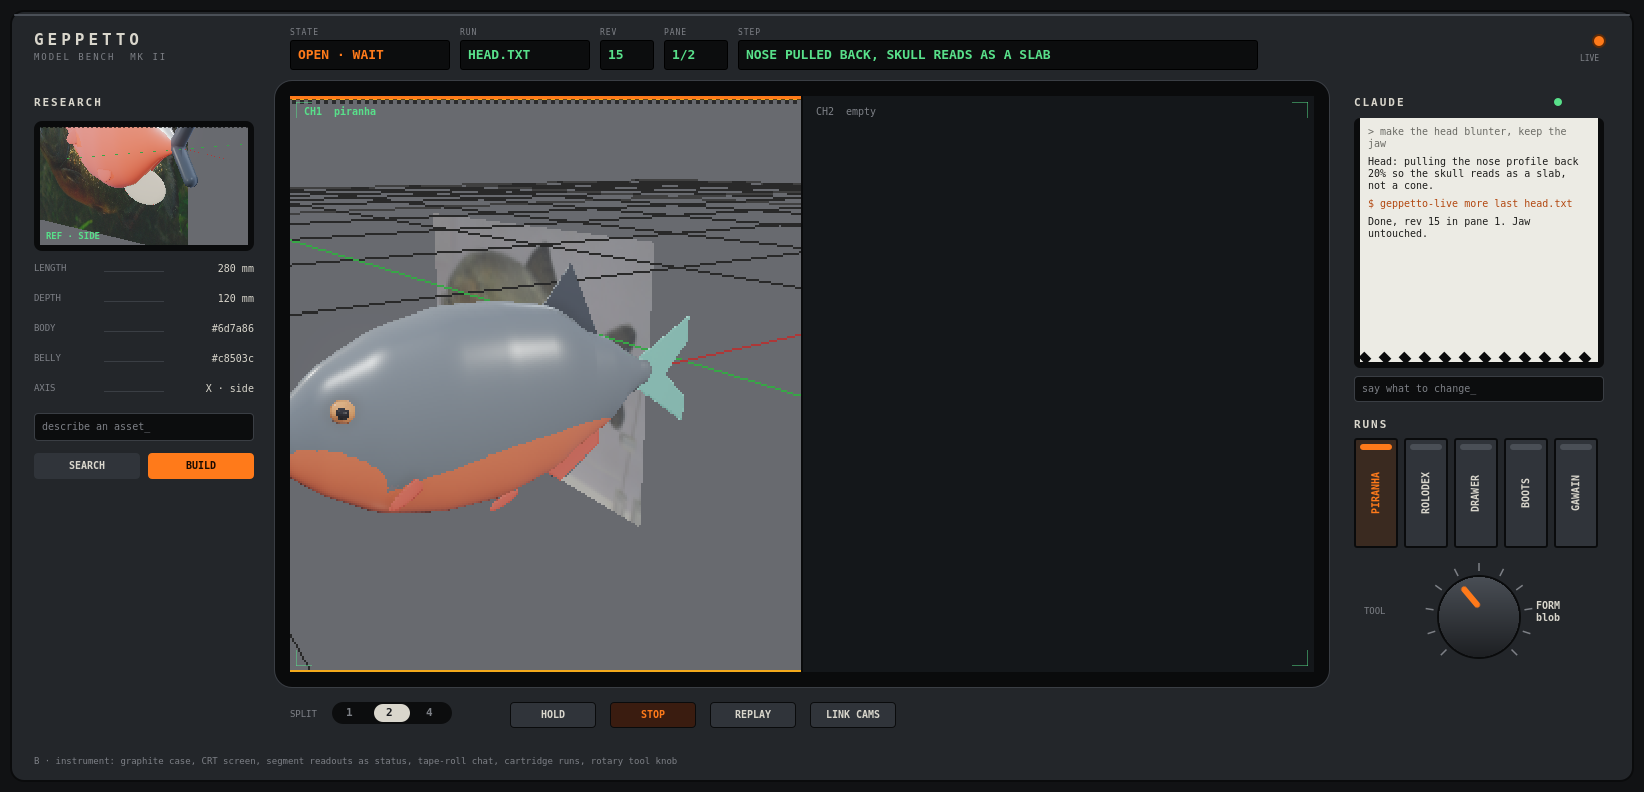 GEPPETTO
MODEL BENCH MK II
STATE
OPEN · WAIT
RUN
HEAD.TXT
REV
15
PANE
1/2
STEP
NOSE PULLED BACK, SKULL READS AS A SLAB
LIVE
RESEARCH
REF · SIDE
LENGTH 280 mm
DEPTH 120 mm
BODY #6d7a86
BELLY #c8503c
AXIS X · side
describe an asset_
SEARCH BUILD
CH1 piranha
CH2 empty
SPLIT 1 2 4
HOLD STOP REPLAY LINK CAMS
CLAUDE
> make the head blunter, keep the
jaw
Head: pulling the nose profile back
20% so the skull reads as a slab,
not a cone.
$ geppetto-live more last head.txt
Done, rev 15 in pane 1. Jaw
untouched.
say what to change_
RUNS
PIRANHA
ROLODEX
DRAWER
BOOTS
GAWAIN
TOOL
FORM
blob
B · instrument: graphite case, CRT screen, segment readouts as status, tape-roll chat, cartridge runs, rotary tool knob